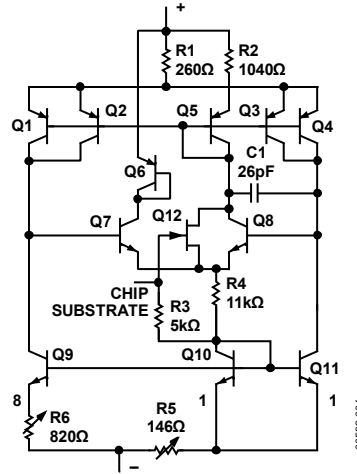 +
R1
260Ω
R2
1040Ω
Q1
Q2
Q5
Q3
Q4
C1
26pF
Q6
Q7
Q12
Q8
CHIP
SUBSTRATE
R3
5kΩ
R4
11kΩ
Q9
Q10
Q11
8
1
1
R6
820Ω
R5
146Ω
–